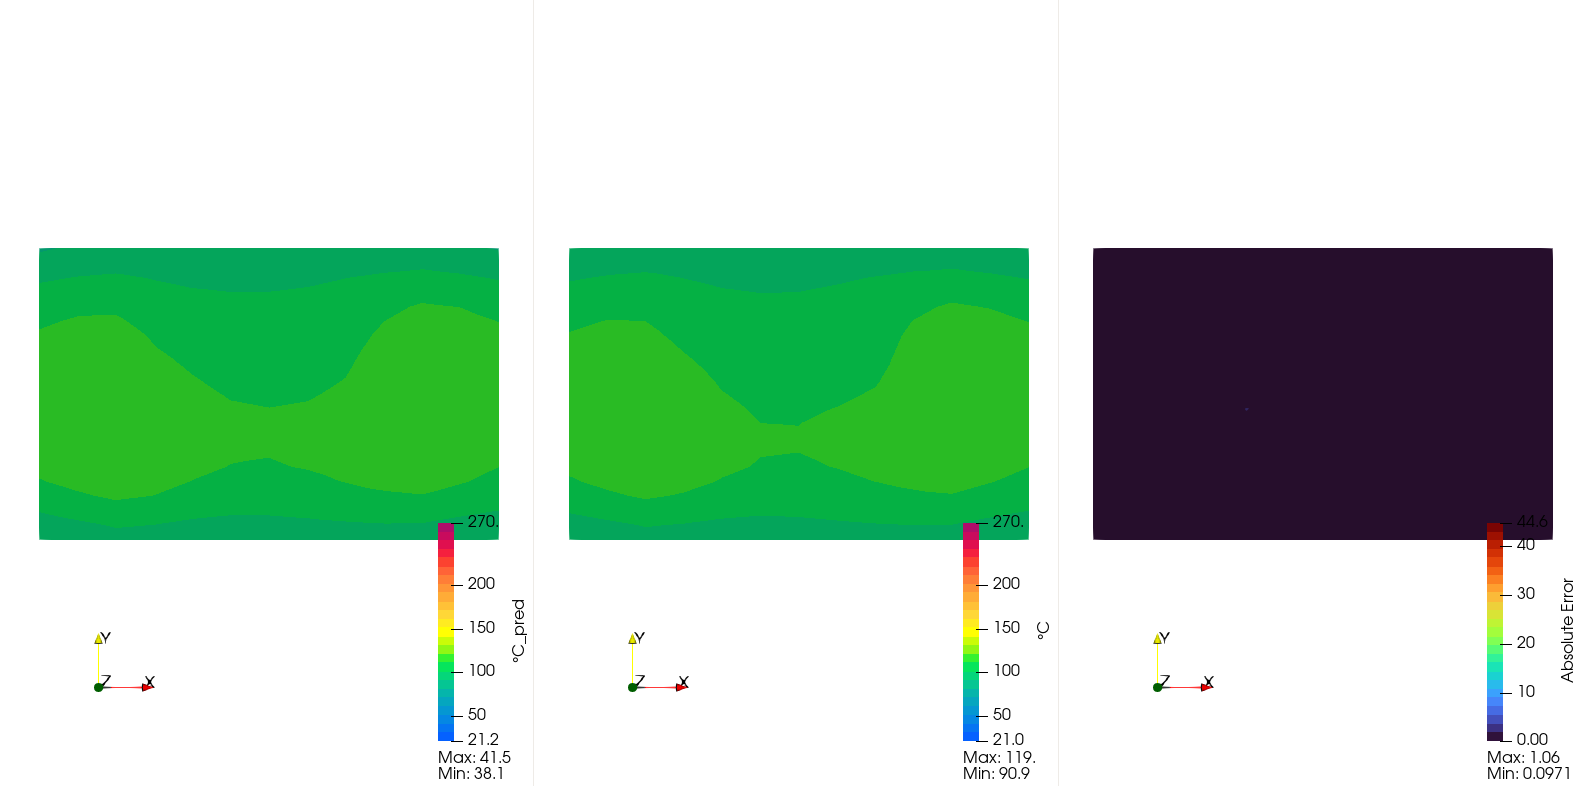 270.
200
150
100
50
21.2
°C_pred
Max: 41.5
Min: 38.1
Y
Z
X
270.
200
150
100
50
21.0
°C
Max: 119.
Min: 90.9
Y
Z
X
44.6
40
30
20
10
0.00
Absolute Error
Max: 1.06
Min: 0.0971
Y
Z
X